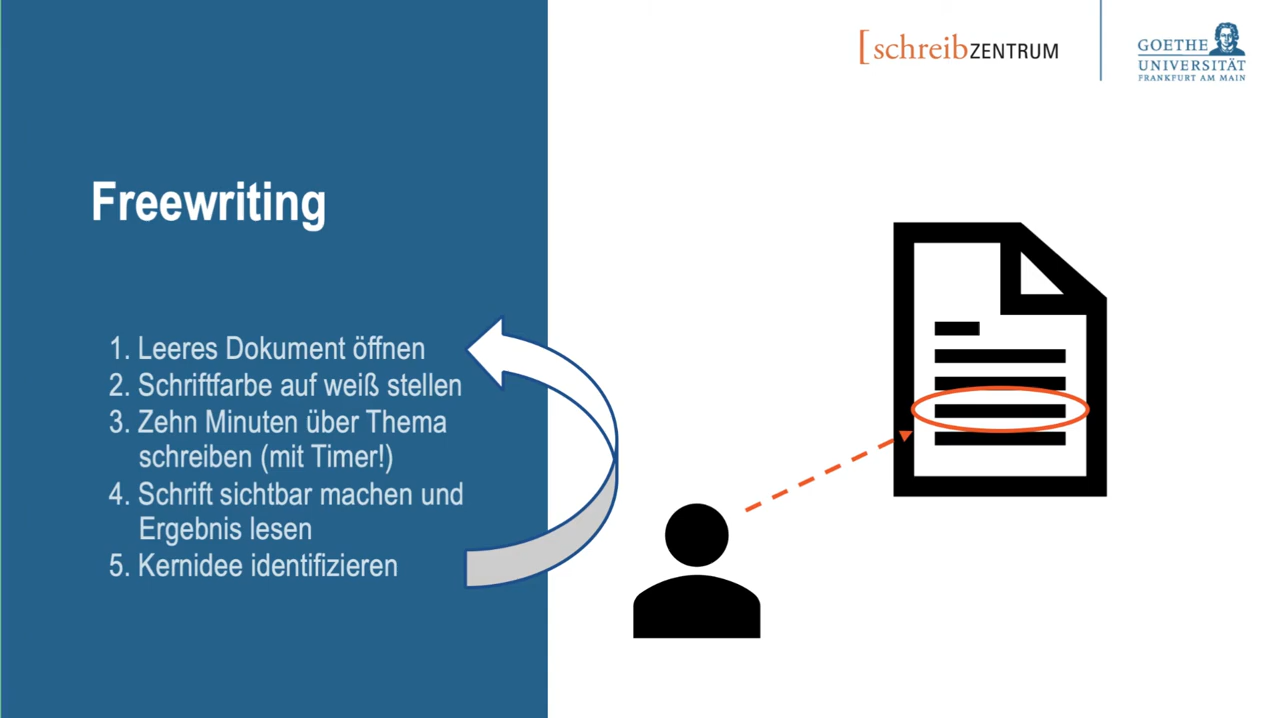 [schreibZENTRUM
GOETHE
UNIVERSITÄT
FRANKFURT AM MAIN
Freewriting
1. Leeres Dokument öffnen
2. Schriftfarbe auf weiß stellen
3. Zehn Minuten über Thema
schreiben (mit Timer!)
4. Schrift sichtbar machen und
Ergebnis lesen
5. Kernidee identifizieren